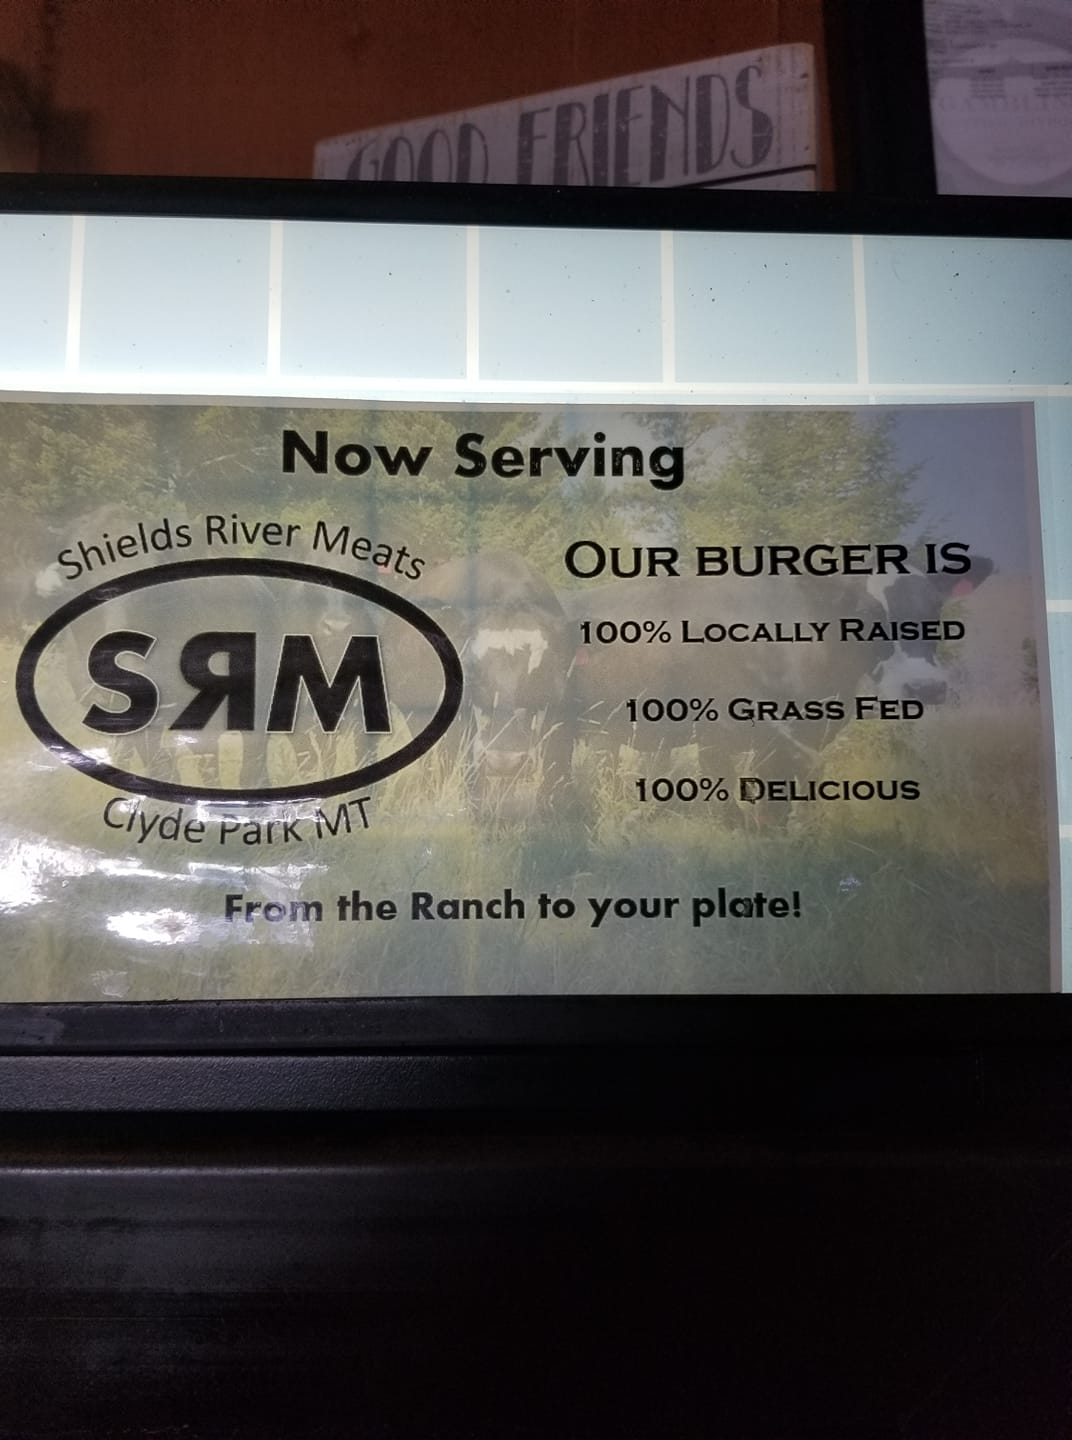 GOOD FRIENDS
Now Serving
Shields River Meats
SЯM
Clyde Park MT
OUR BURGER IS
100% LOCALLY RAISED
100% GRASS FED
100% DELICIOUS
From the Ranch to your plate!